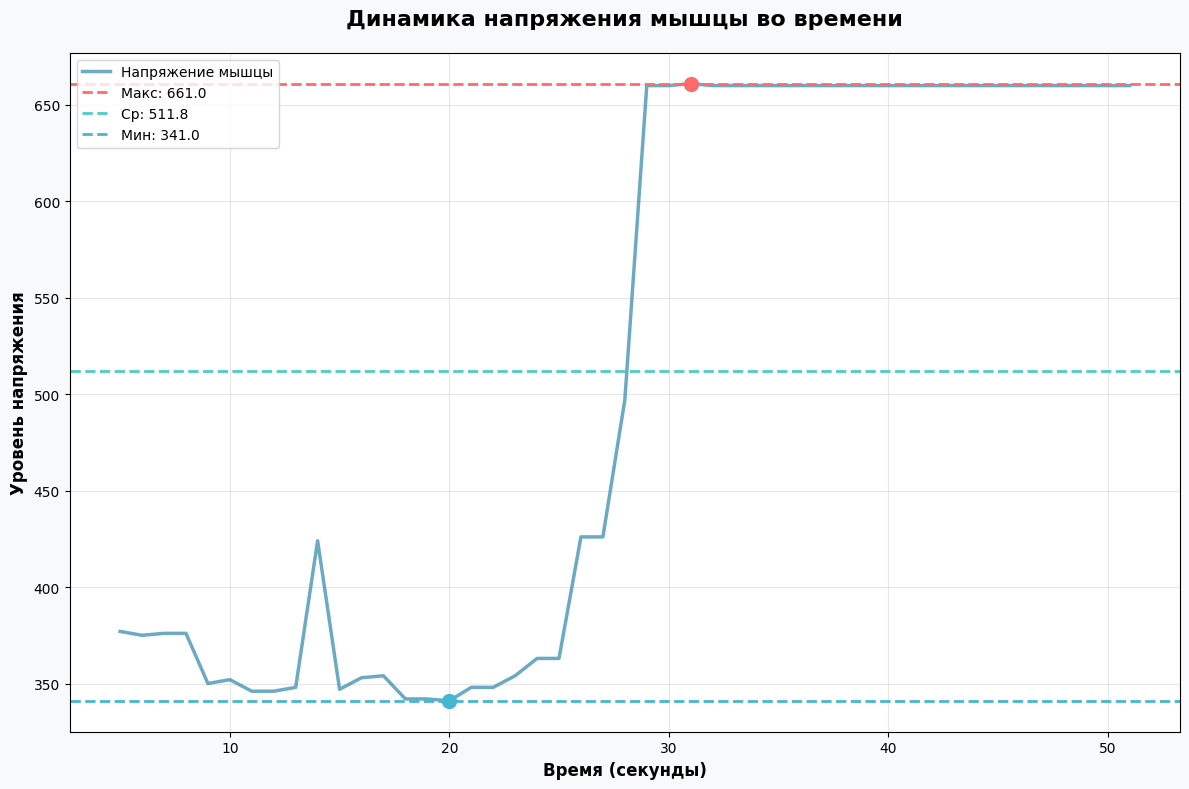 Динамика напряжения мышцы во времени
Напряжение мышцы
Макс: 661.0
Ср: 511.8
Мин: 341.0
650
600
550
500
450
400
350
Уровень напряжения
10 20 30 40 50
Время (секунды)